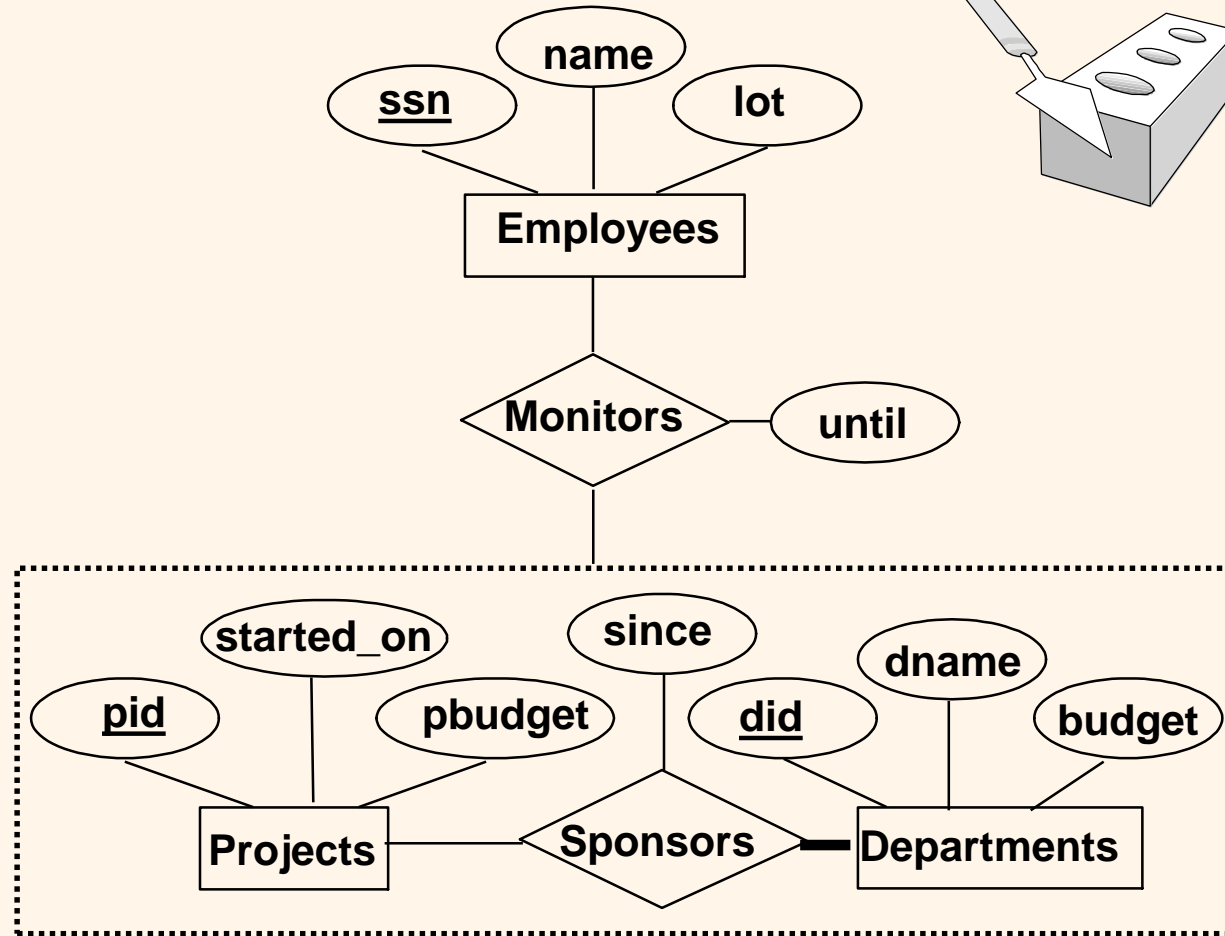 name
ssn
lot
Employees
Monitors
until
started_on
since
dname
pid
pbudget
did
budget
Projects
Sponsors
Departments